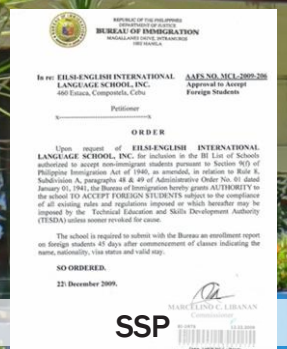 REPUBLIC OF THE PHILIPPINES
DEPARTMENT OF JUSTICE
BUREAU OF IMMIGRATION
MAGALLANES DRIVE, INTRAMUROS
1002 MANILA
In re: EILSI-ENGLISH INTERNATIONAL
LANGUAGE SCHOOL, INC.
460 Estaca, Compostela, Cebu
Petitioner
x
x
AAFS NO. MCL-2009-206
Approval to Accept
Foreign Students
ORDER
Upon request of EILSI-ENGLISH INTERNATIONAL
LANGUAGE SCHOOL, INC. for inclusion in the BI List of Schools
authorized to accept non-immigrant students pursuant to Section 9(f) of
Philippine Immigration Act of 1940, as amended, in relation to Rule 8,
Subdivision A, paragraphs 48 & 49 of Administrative Order No. 01 dated
January 01, 1941, the Bureau of Immigration hereby grants AUTHORITY to
the school TO ACCEPT FOREIGN STUDENTS subject to the compliance
of all existing rules and regulations imposed or which hereafter may be
imposed by the Technical Education and Skills Development Authority
(TESDA) unless sooner revoked for cause.
The school is required to submit with the Bureau an enrollment report
on foreign students 45 days after commencement of classes indicating the
name, nationality, visa status and valid stay.
SO ORDERED.
22 December 2009.
MARCELINO C. LIBANAN
Commissioner
SSP